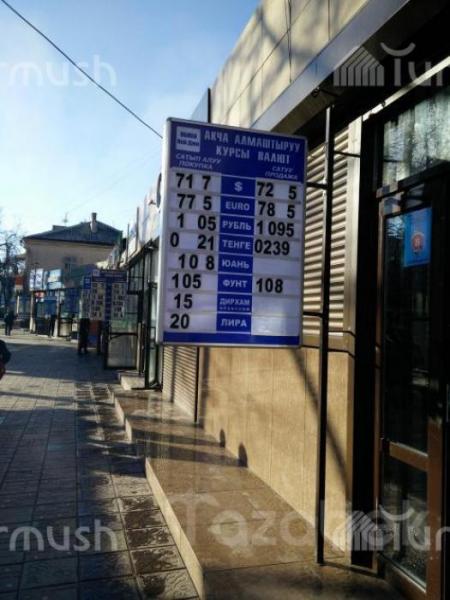 АКЧА АЛМАШТЫРУУ
КУРСЫ ВАЛЮТ
САТЫП АЛУУ САТУУ
ПОКУПКА ПРОДАЖА
71 7 $ 72 5
77 5 EURO 78 5
1 05 РУБЛЬ 1 095
0 21 ТЕНГЕ 0239
10 8 ЮАНЬ
105 ФУНТ 108
15 ДИРХАМ
20 ЛИРА
Turmush